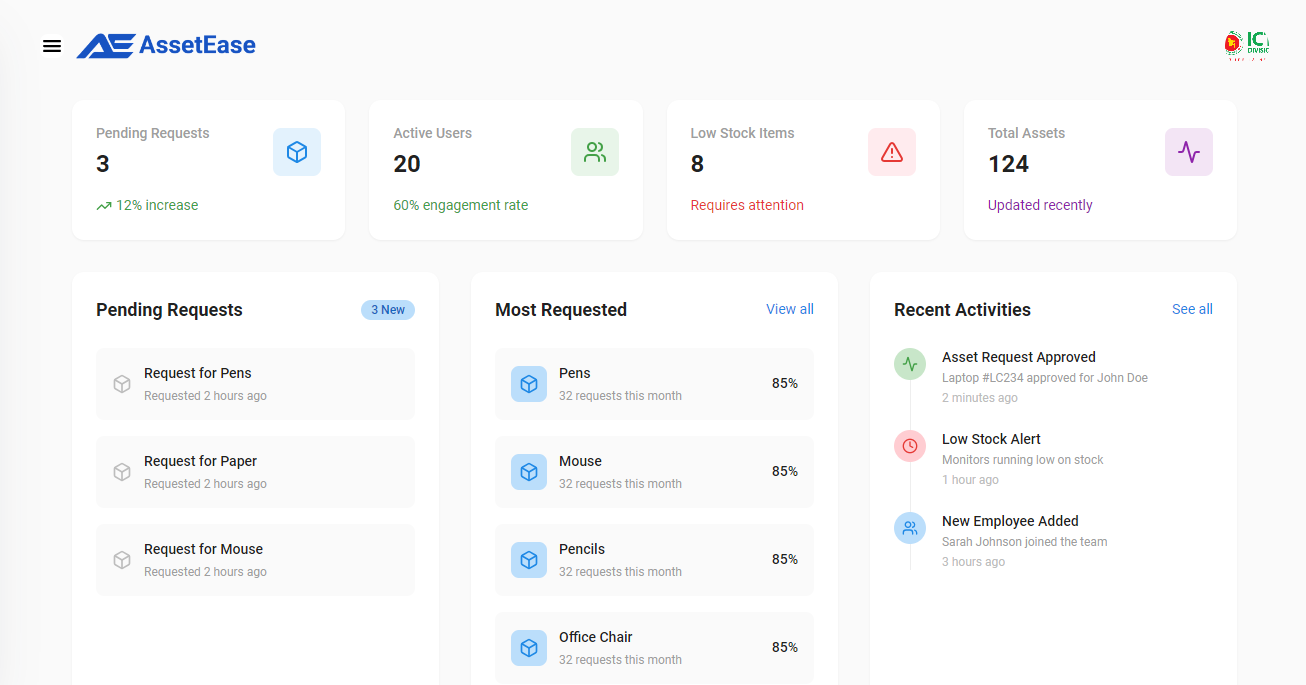 AssetEase
IC
DIVISIC
Pending Requests
3
12% increase
Active Users
20
60% engagement rate
Low Stock Items
8
Requires attention
Total Assets
124
Updated recently
Pending Requests
3 New
Request for Pens
Requested 2 hours ago
Request for Paper
Requested 2 hours ago
Request for Mouse
Requested 2 hours ago
Most Requested
View all
Pens
32 requests this month
85%
Mouse
32 requests this month
85%
Pencils
32 requests this month
85%
Office Chair
32 requests this month
85%
Recent Activities
See all
Asset Request Approved
Laptop #LC234 approved for John Doe
2 minutes ago
Low Stock Alert
Monitors running low on stock
1 hour ago
New Employee Added
Sarah Johnson joined the team
3 hours ago